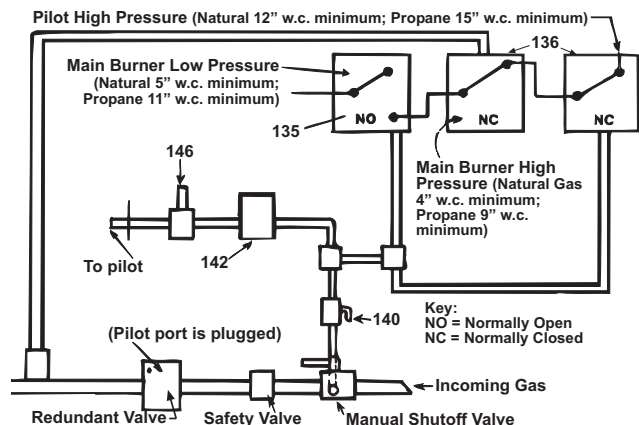 Pilot High Pressure (Natural 12” w.c. minimum; Propane 15” w.c. minimum)
136
Main Burner Low Pressure
(Natural 5” w.c. minimum;
Propane 11” w.c. minimum)
NO
NC
NC
135
146
Main Burner High
Pressure (Natural Gas
4” w.c. minimum;
Propane 9” w.c.
minimum)
To pilot
142
140
Key:
NO = Normally Open
NC = Normally Closed
(Pilot port is plugged)
Incoming Gas
Redundant Valve
Safety Valve
Manual Shutoff Valve